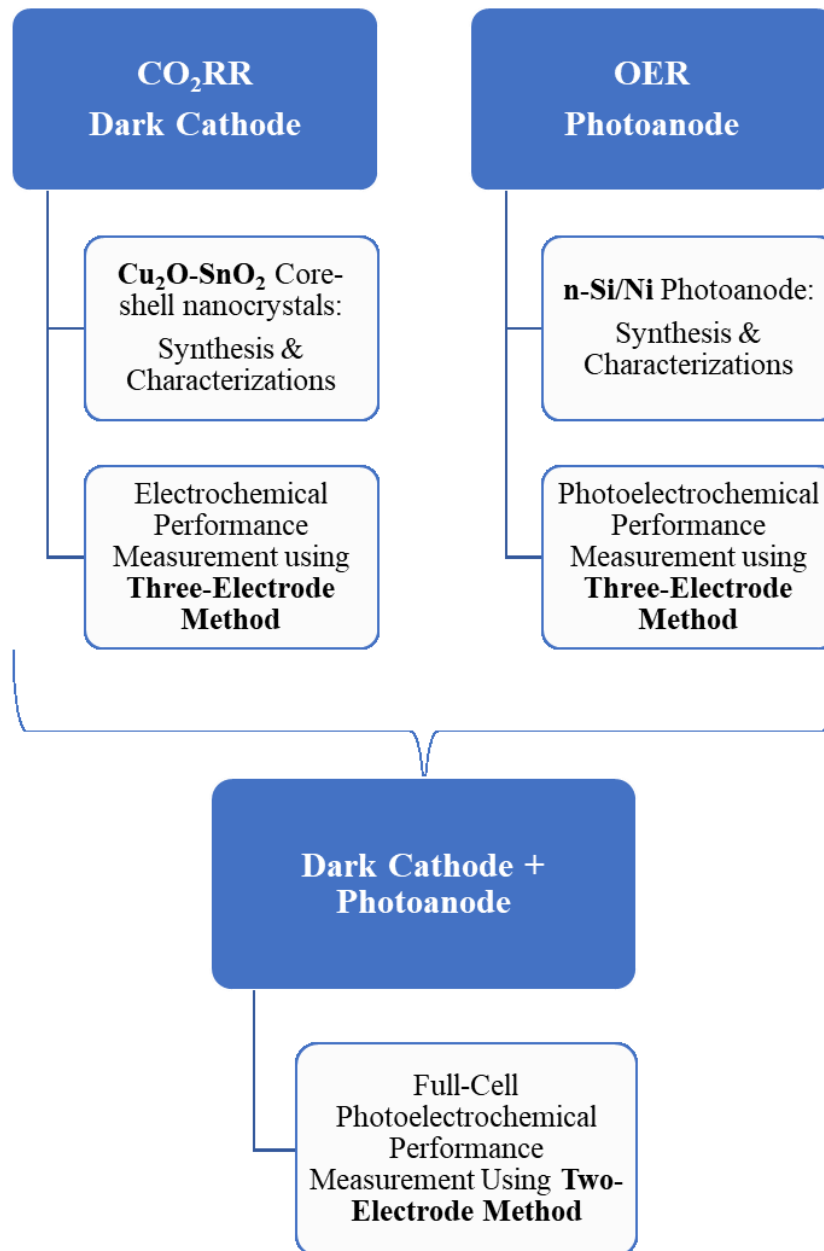 CO₂RR
Dark Cathode
Cu₂O-SnO₂ Core-
shell nanocrystals:
Synthesis &
Characterizations
Electrochemical
Performance
Measurement using
Three-Electrode
Method
OER
Photoanode
n-Si/Ni Photoanode:
Synthesis &
Characterizations
Photoelectrochemical
Performance
Measurement using
Three-Electrode
Method
Dark Cathode +
Photoanode
Full-Cell
Photoelectrochemical
Performance
Measurement Using Two-
Electrode Method